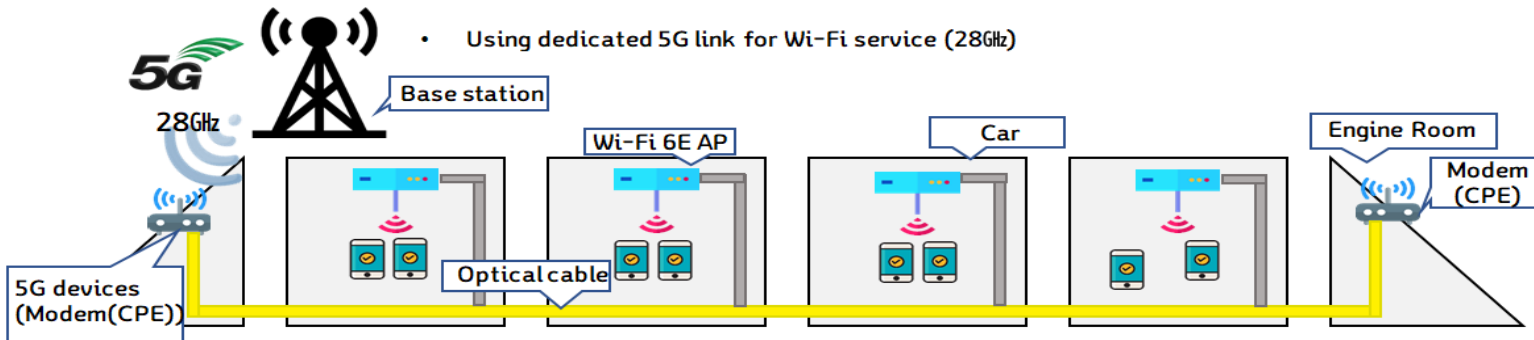 5G
28GHz
• Using dedicated 5G link for Wi-Fi service (28GHz)
Base station
Wi-Fi 6E AP
Car
Engine Room
Modem
(CPE)
Optical cable
5G devices
(Modem(CPE))